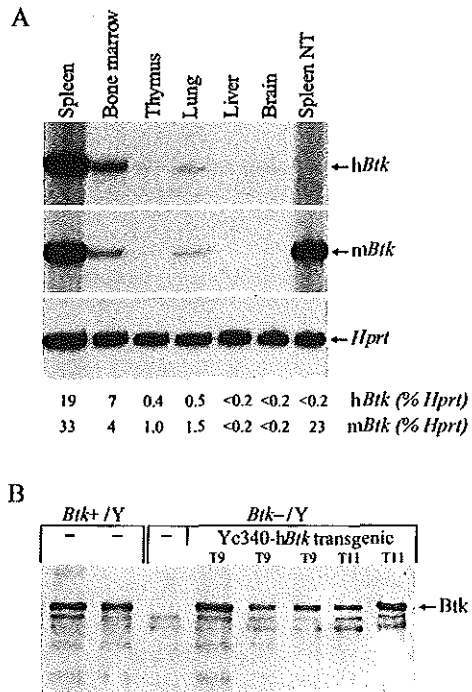 A
Spleen
Bone marrow
Thymus
Lung
Liver
Brain
Spleen NT
←hBtk
←mBtk
←Hprt
19 7 0.4 0.5 <0.2 <0.2 <0.2 hBtk (% Hprt)
33 4 1.0 1.5 <0.2 <0.2 23 mBtk (% Hprt)
B
Btk+/Y Btk–/Y
– – – Yc340-hBtk transgenic
T9 T9 T9 T11 T11
←Btk